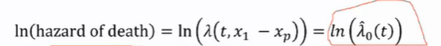 ln(hazard of death) = ln (λ(t, x₁ − xₚ)) = ln (λ̂₀(t))